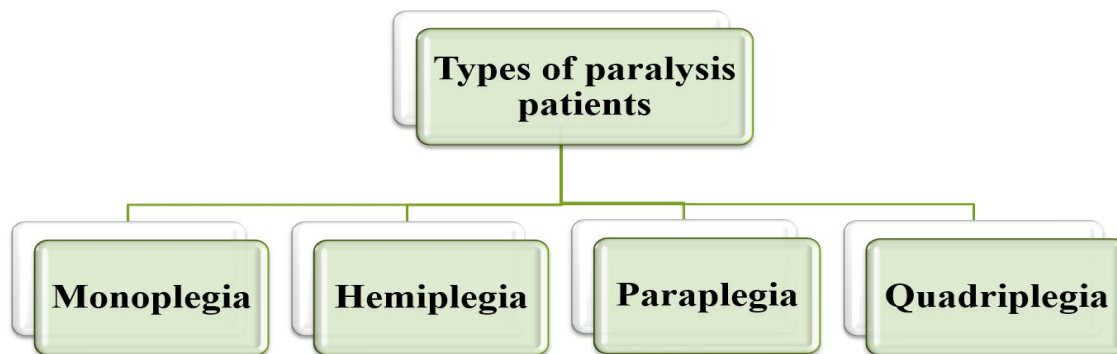 Types of paralysis
patients
Monoplegia
Hemiplegia
Paraplegia
Quadriplegia